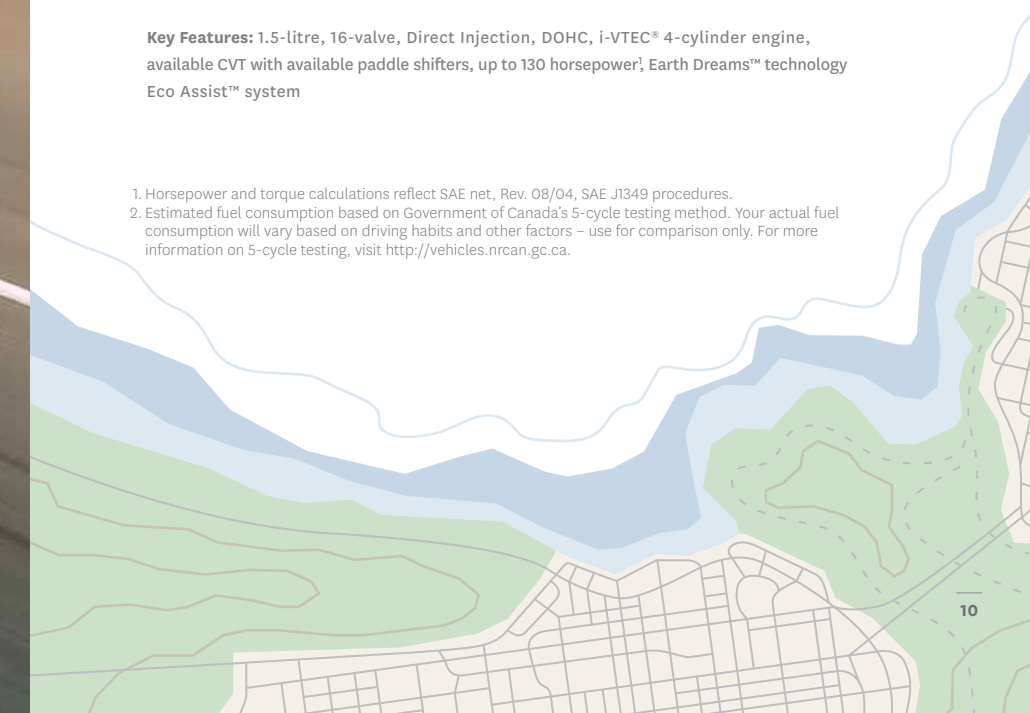 Key Features: 1.5-litre, 16-valve, Direct Injection, DOHC, i-VTEC® 4-cylinder engine,
available CVT with available paddle shifters, up to 130 horsepower¹, Earth Dreams™ technology
Eco Assist™ system
1. Horsepower and torque calculations reflect SAE net, Rev. 08/04, SAE J1349 procedures.
2. Estimated fuel consumption based on Government of Canada's 5-cycle testing method. Your actual fuel
consumption will vary based on driving habits and other factors – use for comparison only. For more
information on 5-cycle testing, visit http://vehicles.nrcan.gc.ca.
10